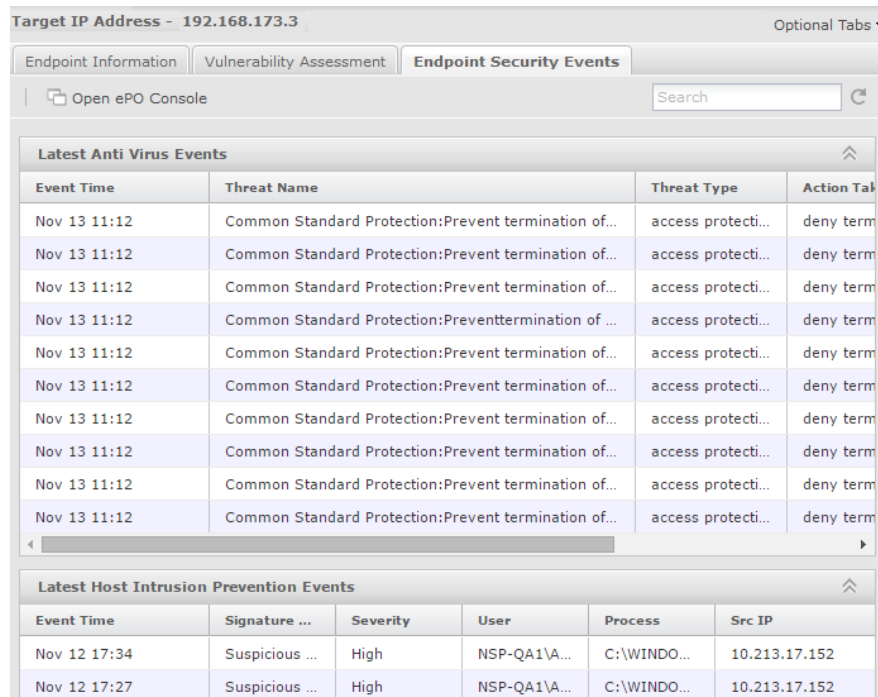 Target IP Address - 192.168.173.3
Optional Tabs
Endpoint Information Vulnerability Assessment Endpoint Security Events
Open ePO Console Search
Latest Anti Virus Events
Event Time Threat Name Threat Type Action Tak
Nov 13 11:12 Common Standard Protection:Prevent termination of... access protecti... deny term
Nov 13 11:12 Common Standard Protection:Prevent termination of... access protecti... deny term
Nov 13 11:12 Common Standard Protection:Prevent termination of... access protecti... deny term
Nov 13 11:12 Common Standard Protection:Preventtermination of ... access protecti... deny term
Nov 13 11:12 Common Standard Protection:Prevent termination of... access protecti... deny term
Nov 13 11:12 Common Standard Protection:Prevent termination of... access protecti... deny term
Nov 13 11:12 Common Standard Protection:Prevent termination of... access protecti... deny term
Nov 13 11:12 Common Standard Protection:Prevent termination of... access protecti... deny term
Nov 13 11:12 Common Standard Protection:Prevent termination of... access protecti... deny term
Nov 13 11:12 Common Standard Protection:Prevent termination of... access protecti... deny term
Latest Host Intrusion Prevention Events
Event Time Signature ... Severity User Process Src IP
Nov 12 17:34 Suspicious ... High NSP-QA1\A... C:\WINDO... 10.213.17.152
Nov 12 17:27 Suspicious ... High NSP-QA1\A... C:\WINDO... 10.213.17.152